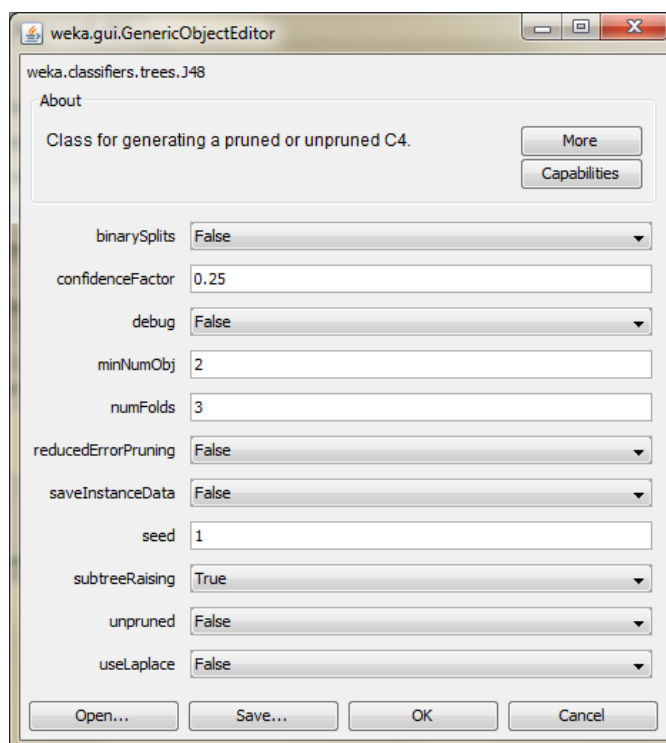 weka.gui.GenericObjectEditor
weka.classifiers.trees.J48
About
Class for generating a pruned or unpruned C4.
More
Capabilities
binarySplits False
confidenceFactor 0.25
debug False
minNumObj 2
numFolds 3
reducedErrorPruning False
saveInstanceData False
seed 1
subtreeRaising True
unpruned False
useLaplace False
Open... Save... OK Cancel